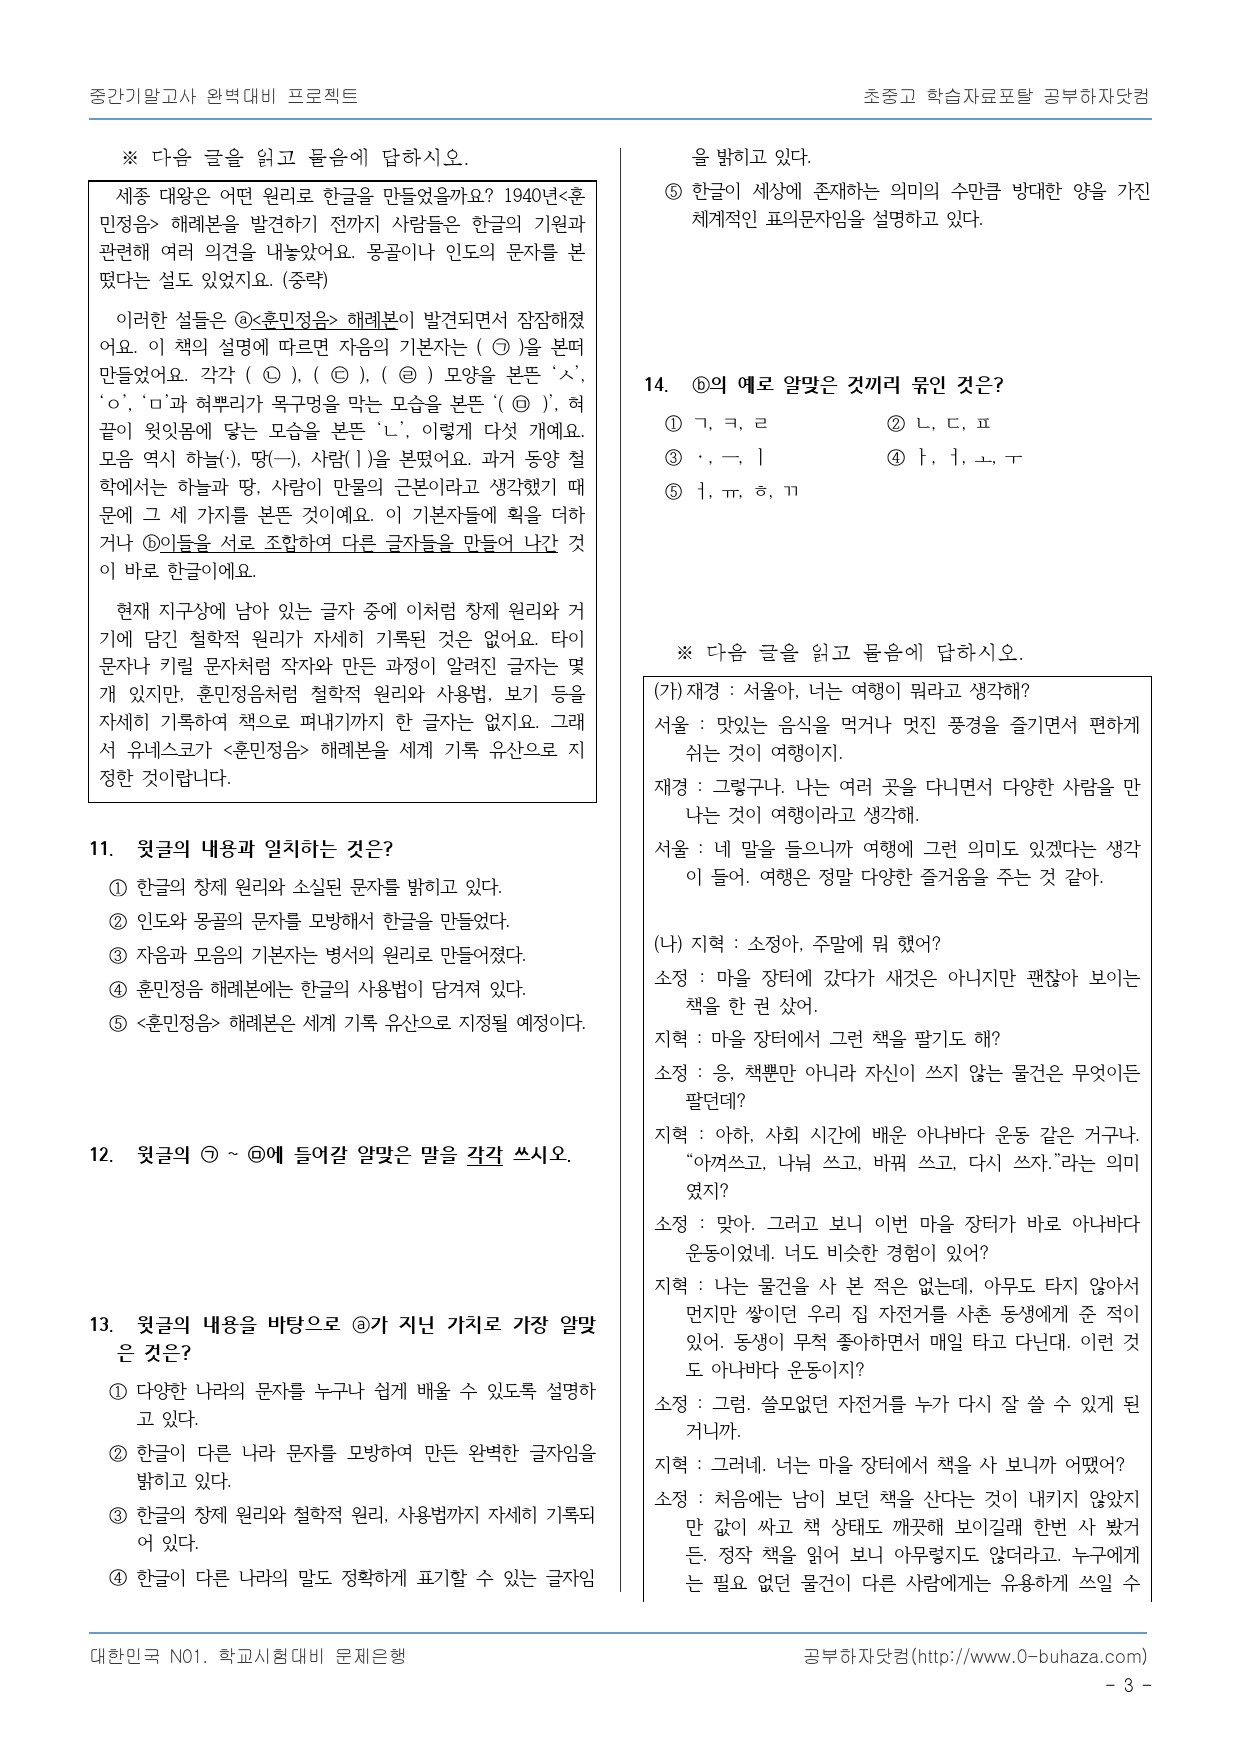 중간기말고사 완벽대비 프로젝트
초중고 학습자료포탈 공부하자닷컴
※ 다음 글을 읽고 물음에 답하시오.
세종 대왕은 어떤 원리로 한글을 만들었을까요? 1940년<훈
민정음> 해례본을 발견하기 전까지 사람들은 한글의 기원과
관련해 여러 의견을 내놓았어요. 몽골이나 인도의 문자를 본
떴다는 설도 있었지요. (중략)
이러한 설들은 ⓐ<훈민정음> 해례본이 발견되면서 잠잠해졌
어요. 이 책의 설명에 따르면 자음의 기본자는 ( ㉠ )을 본떠
만들었어요. 각각 ( ㉡ ), ( ㉢ ), ( ㉣ ) 모양을 본뜬 ‘ㅅ’,
‘ㅇ’, ‘ㅁ’과 혀뿌리가 목구멍을 막는 모습을 본뜬 ‘( ㉤ )’, 혀
끝이 윗잇몸에 닿는 모습을 본뜬 ‘ㄴ’, 이렇게 다섯 개예요.
모음 역시 하늘(·), 땅(ㅡ), 사람(ㅣ)을 본떴어요. 과거 동양 철
학에서는 하늘과 땅, 사람이 만물의 근본이라고 생각했기 때
문에 그 세 가지를 본뜬 것이예요. 이 기본자들에 획을 더하
거나 ⓑ이들을 서로 조합하여 다른 글자들을 만들어 나간 것
이 바로 한글이에요.
현재 지구상에 남아 있는 글자 중에 이처럼 창제 원리와 거
기에 담긴 철학적 원리가 자세히 기록된 것은 없어요. 타이
문자나 키릴 문자처럼 작자와 만든 과정이 알려진 글자는 몇
개 있지만, 훈민정음처럼 철학적 원리와 사용법, 보기 등을
자세히 기록하여 책으로 펴내기까지 한 글자는 없지요. 그래
서 유네스코가 <훈민정음> 해례본을 세계 기록 유산으로 지
정한 것이랍니다.
11. 윗글의 내용과 일치하는 것은?
① 한글의 창제 원리와 소실된 문자를 밝히고 있다.
② 인도와 몽골의 문자를 모방해서 한글을 만들었다.
③ 자음과 모음의 기본자는 병서의 원리로 만들어졌다.
④ 훈민정음 해례본에는 한글의 사용법이 담겨져 있다.
⑤ <훈민정음> 해례본은 세계 기록 유산으로 지정될 예정이다.
12. 윗글의 ㉠ ~ ㉤에 들어갈 알맞은 말을 각각 쓰시오.
13. 윗글의 내용을 바탕으로 ⓐ가 지닌 가치로 가장 알맞
은 것은?
① 다양한 나라의 문자를 누구나 쉽게 배울 수 있도록 설명하
고 있다.
② 한글이 다른 나라 문자를 모방하여 만든 완벽한 글자임을
밝히고 있다.
③ 한글의 창제 원리와 철학적 원리, 사용법까지 자세히 기록되
어 있다.
④ 한글이 다른 나라의 말도 정확하게 표기할 수 있는 글자임
을 밝히고 있다.
⑤ 한글이 세상에 존재하는 의미의 수만큼 방대한 양을 가진
체계적인 표의문자임을 설명하고 있다.
14. ⓑ의 예로 알맞은 것끼리 묶인 것은?
① ㄱ, ㅋ, ㄹ ② ㄴ, ㄷ, ㅍ
③ ·, ㅡ, ㅣ ④ ㅏ, ㅓ, ㅗ, ㅜ
⑤ ㅕ, ㅠ, ㅎ, ㄲ
※ 다음 글을 읽고 물음에 답하시오.
(가) 재경 : 서울아, 너는 여행이 뭐라고 생각해?
서울 : 맛있는 음식을 먹거나 멋진 풍경을 즐기면서 편하게
쉬는 것이 여행이지.
재경 : 그렇구나. 나는 여러 곳을 다니면서 다양한 사람을 만
나는 것이 여행이라고 생각해.
서울 : 네 말을 들으니까 여행에 그런 의미도 있겠다는 생각
이 들어. 여행은 정말 다양한 즐거움을 주는 것 같아.
(나) 지혁 : 소정아, 주말에 뭐 했어?
소정 : 마을 장터에 갔다가 새것은 아니지만 괜찮아 보이는
책을 한 권 샀어.
지혁 : 마을 장터에서 그런 책을 팔기도 해?
소정 : 응, 책뿐만 아니라 자신이 쓰지 않는 물건은 무엇이든
팔던데?
지혁 : 아하, 사회 시간에 배운 아나바다 운동 같은 거구나.
“아껴쓰고, 나눠 쓰고, 바꿔 쓰고, 다시 쓰자.”라는 의미
였지?
소정 : 맞아. 그러고 보니 이번 마을 장터가 바로 아나바다
운동이었네. 너도 비슷한 경험이 있어?
지혁 : 나는 물건을 사 본 적은 없는데, 아무도 타지 않아서
먼지만 쌓이던 우리 집 자전거를 사촌 동생에게 준 적이
있어. 동생이 무척 좋아하면서 매일 타고 다닌대. 이런 것
도 아나바다 운동이지?
소정 : 그럼. 쓸모없던 자전거를 누가 다시 잘 쓸 수 있게 된
거니까.
지혁 : 그러네. 너는 마을 장터에서 책을 사 보니까 어땠어?
소정 : 처음에는 남이 보던 책을 산다는 것이 내키지 않았지
만 값이 싸고 책 상태도 깨끗해 보이길래 한번 사 봤거
든. 정작 책을 읽어 보니 아무렇지도 않더라고. 누구에게
는 필요 없던 물건이 다른 사람에게는 유용하게 쓰일 수
대한민국 N01. 학교시험대비 문제은행
공부하자닷컴(http://www.0-buhaza.com)
- 3 -